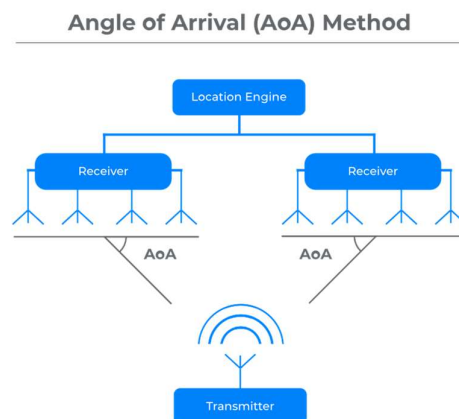 Angle of Arrival (AoA) Method
Location Engine
Receiver
Receiver
AoA
AoA
Transmitter